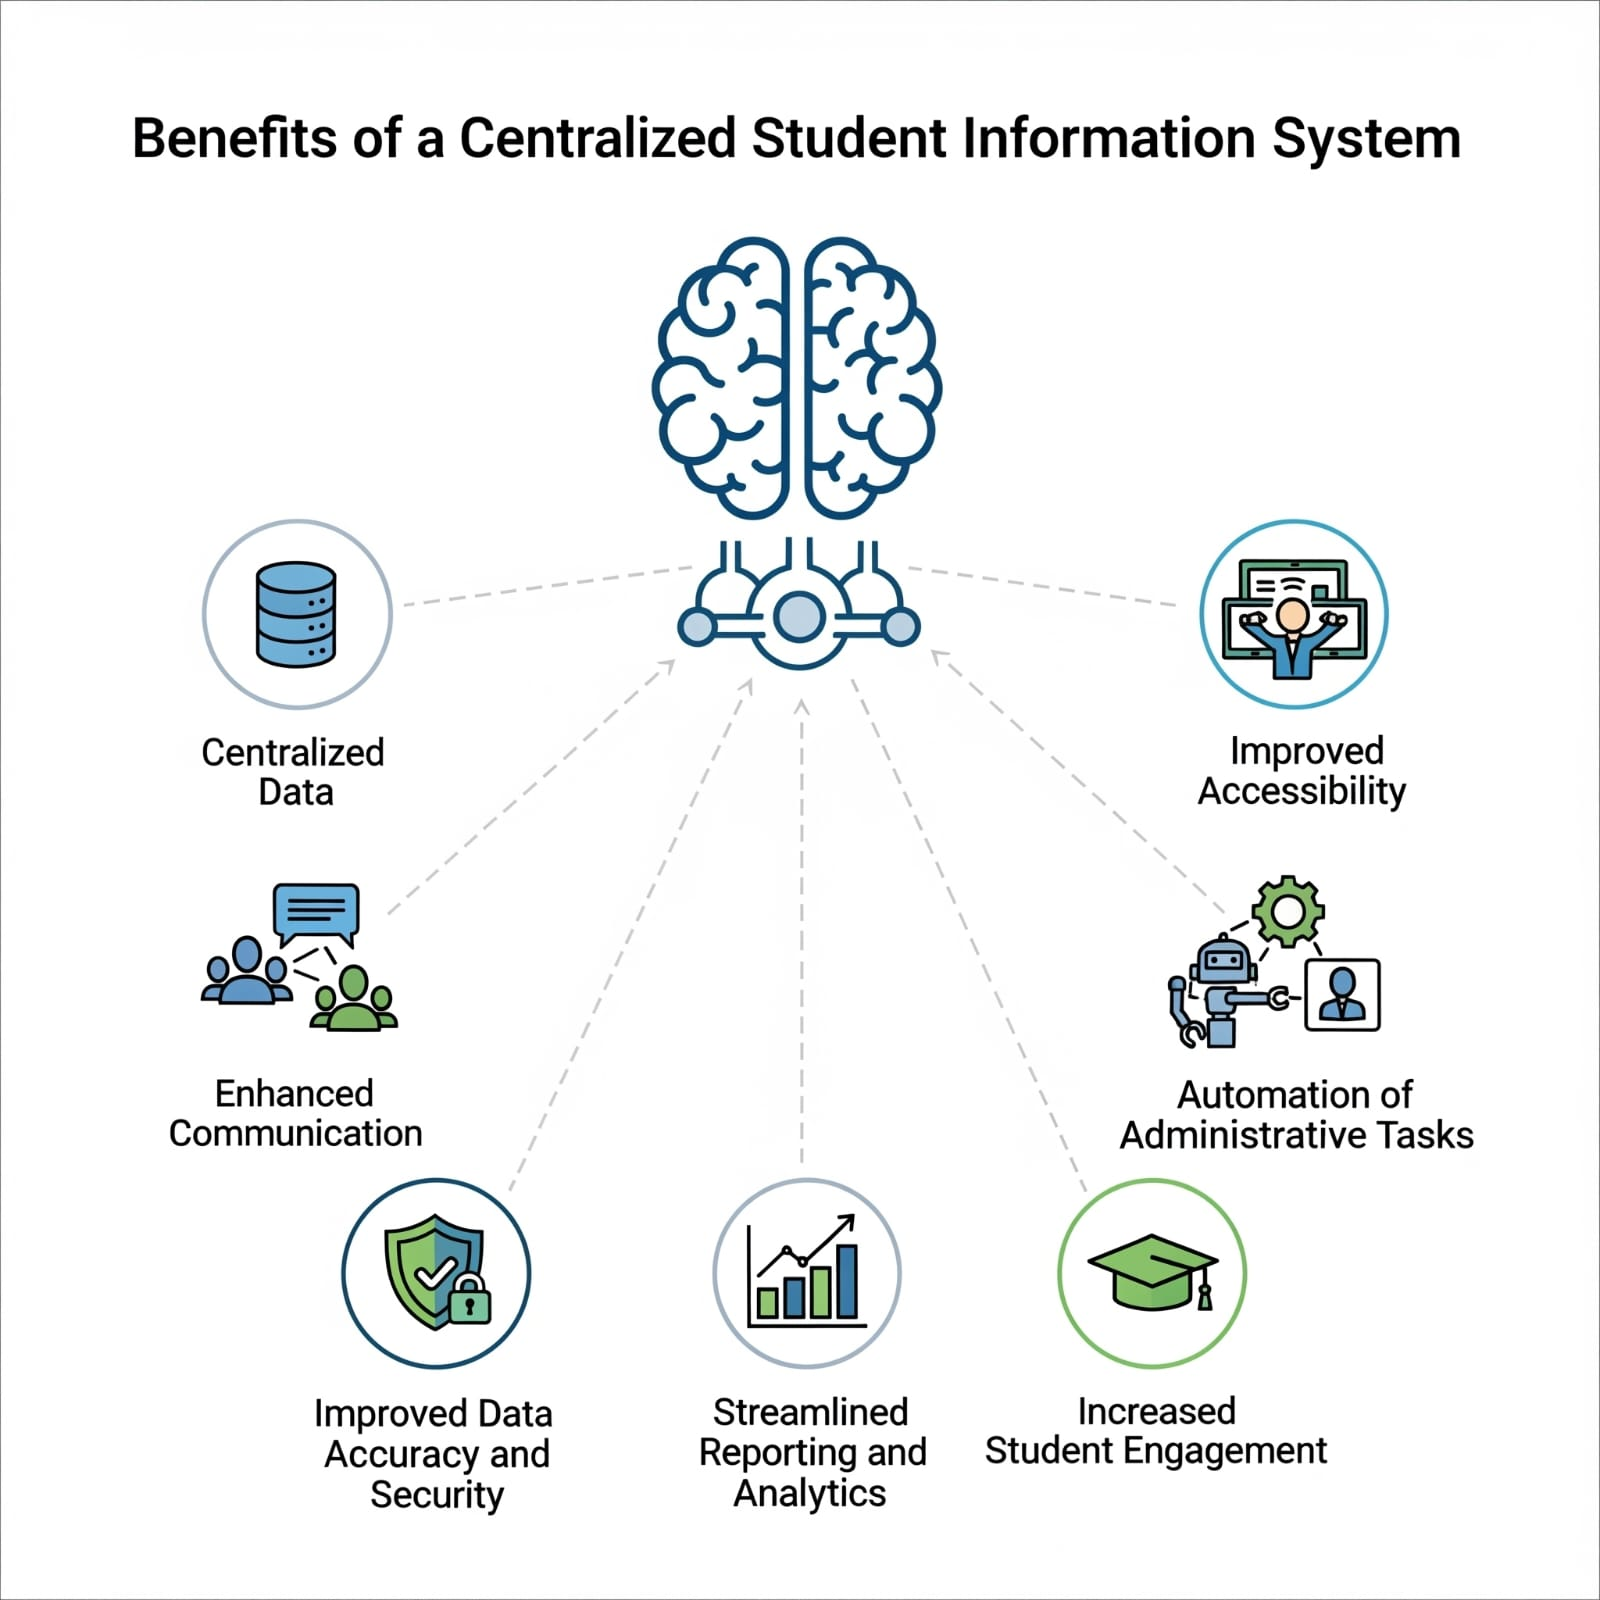 Benefits of a Centralized Student Information System
Centralized
Data
Improved
Accessibility
Enhanced
Communication
Automation of
Administrative Tasks
Improved Data
Accuracy and
Security
Streamlined
Reporting and
Analytics
Increased
Student Engagement